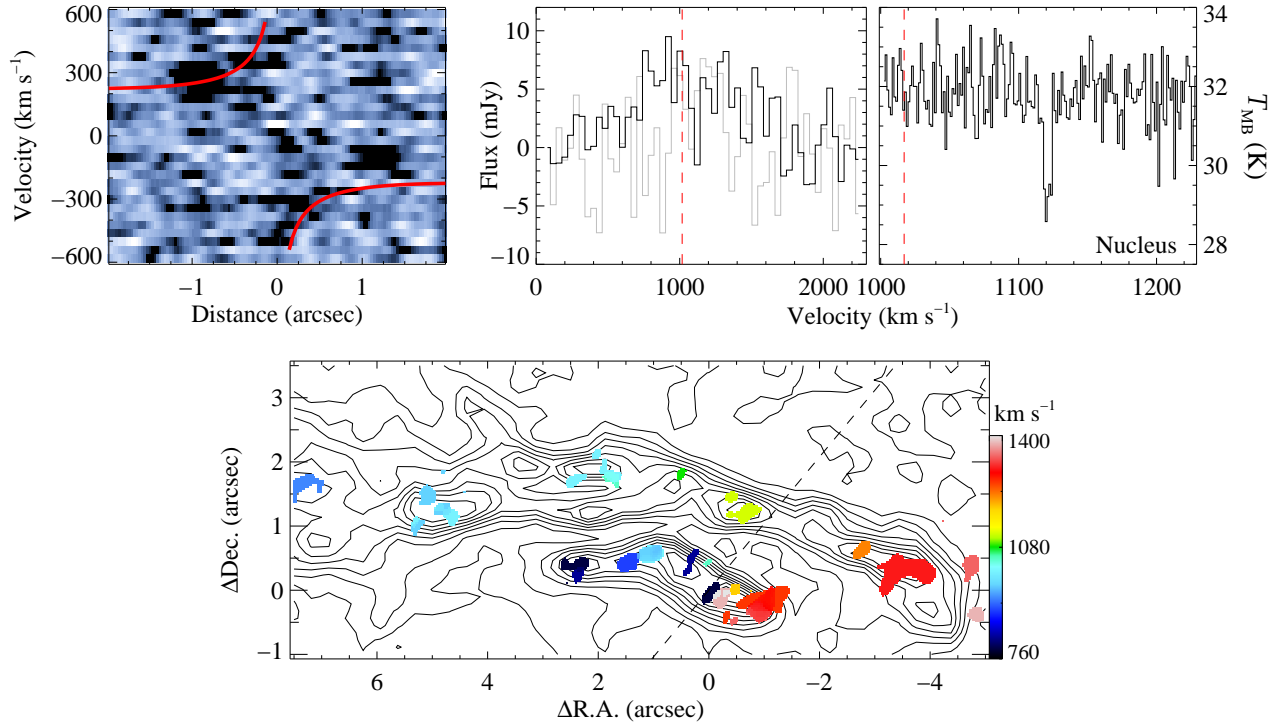 600
300
0
−300
−600
Velocity (km s−1)
−1 0 1
Distance (arcsec)
10
5
0
−5
−10
Flux (mJy)
0 1000 2000
1000 1100 1200
Velocity (km s−1)
34
32
30
28
TMB (K)
Nucleus
3
2
1
0
−1
ΔDec. (arcsec)
6 4 2 0 −2 −4
ΔR.A. (arcsec)
km s−1
1400
1080
760